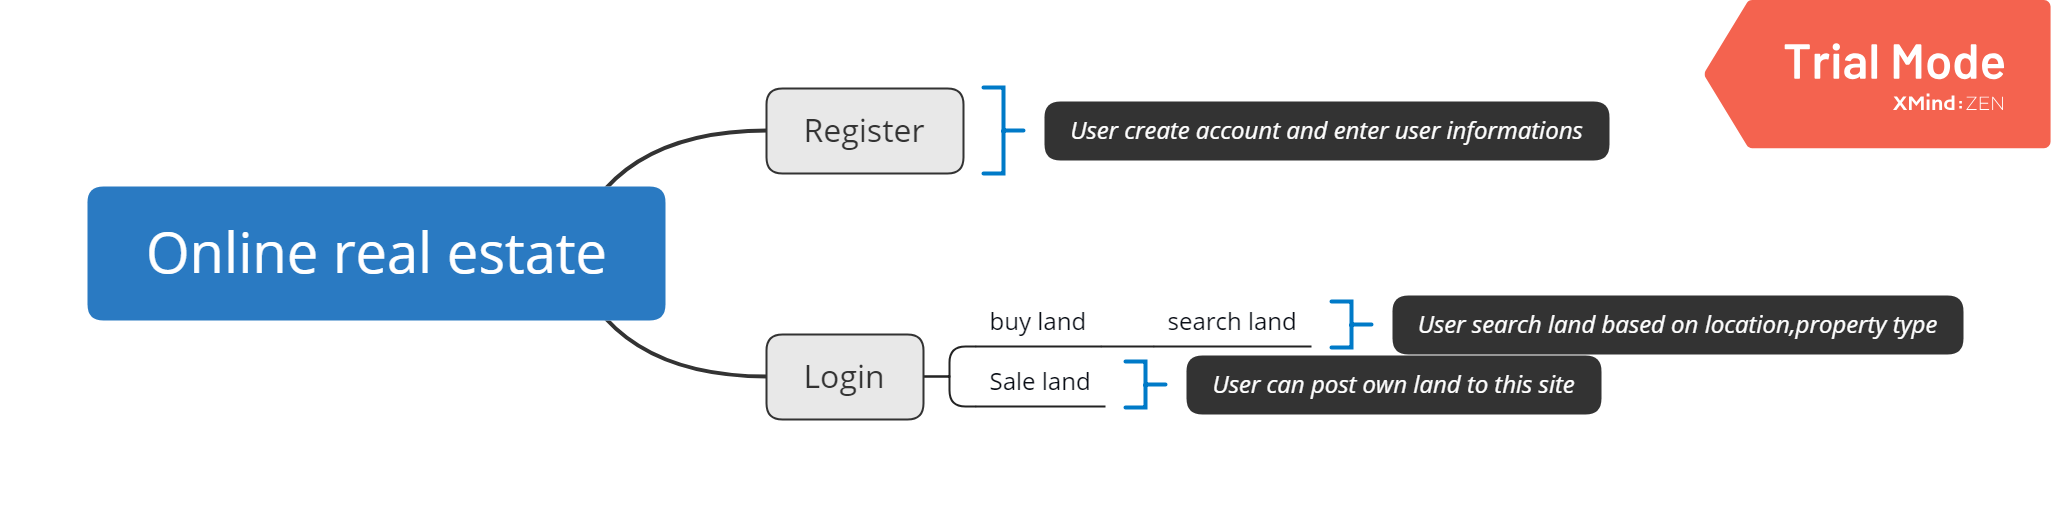 Trial Mode
XMind:ZEN
Register
User create account and enter user informations
Online real estate
buy land
search land
User search land based on location,property type
Login
Sale land
User can post own land to this site